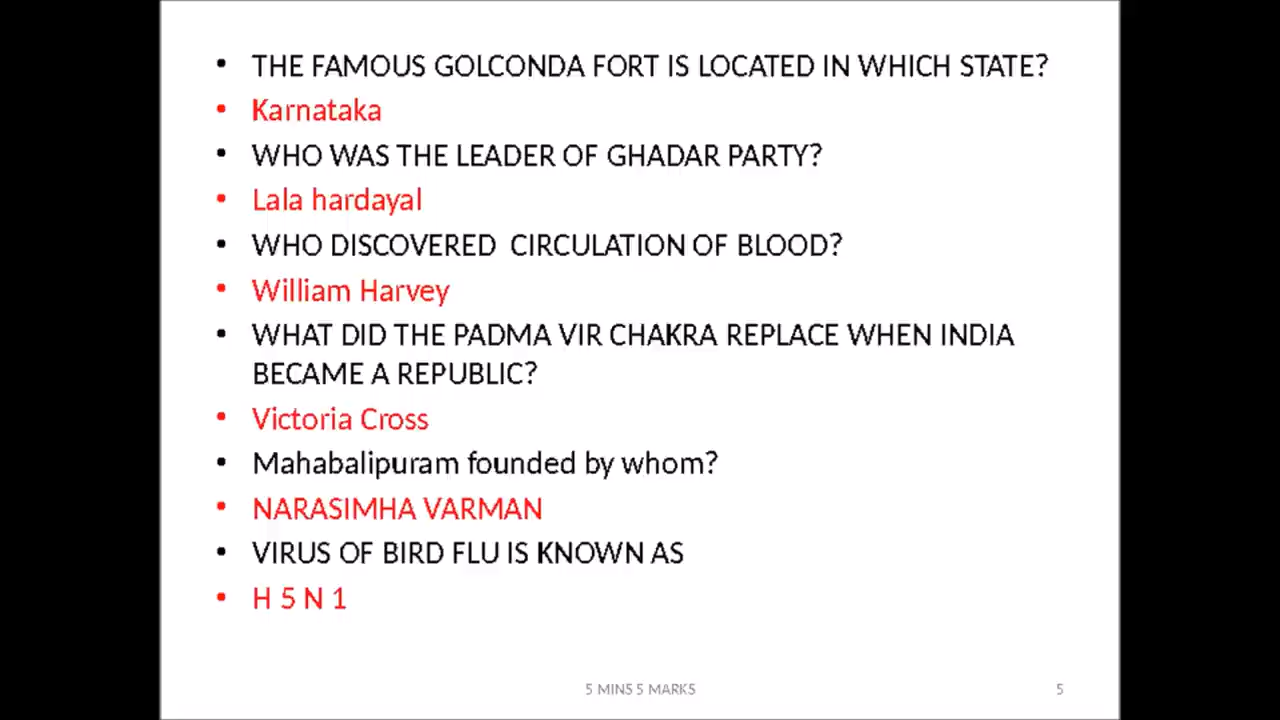 • THE FAMOUS GOLCONDA FORT IS LOCATED IN WHICH STATE?
• Karnataka
• WHO WAS THE LEADER OF GHADAR PARTY?
• Lala hardayal
• WHO DISCOVERED  CIRCULATION OF BLOOD?
• William Harvey
• WHAT DID THE PADMA VIR CHAKRA REPLACE WHEN INDIA
BECAME A REPUBLIC?
• Victoria Cross
• Mahabalipuram founded by whom?
• NARASIMHA VARMAN
• VIRUS OF BIRD FLU IS KNOWN AS
• H 5 N 1
5 MINS 5 MARKS
5